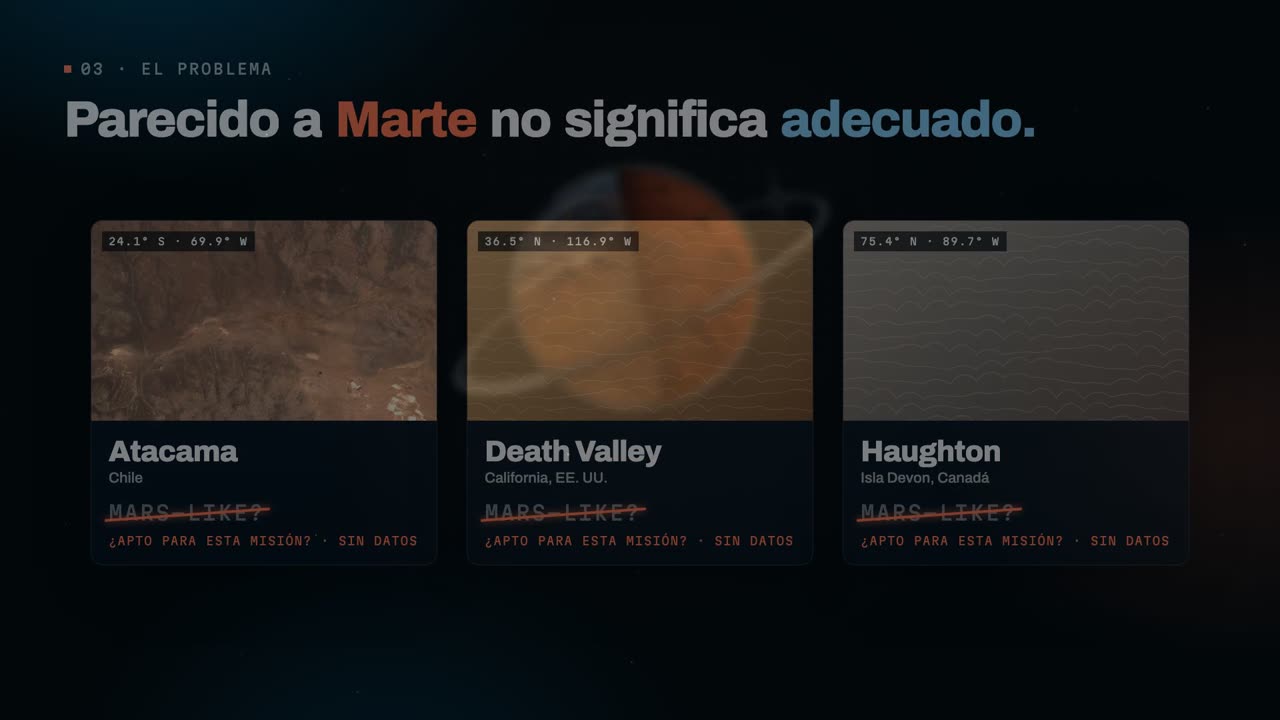 03 · EL PROBLEMA
Parecido a Marte no significa adecuado.
24.1° S · 69.9° W
Atacama
Chile
MARS-LIKE?
¿APTO PARA ESTA MISIÓN? · SIN DATOS
36.5° N · 116.9° W
Death Valley
California, EE. UU.
MARS-LIKE?
¿APTO PARA ESTA MISIÓN? · SIN DATOS
75.4° N · 89.7° W
Haughton
Isla Devon, Canadá
MARS-LIKE?
¿APTO PARA ESTA MISIÓN? · SIN DATOS